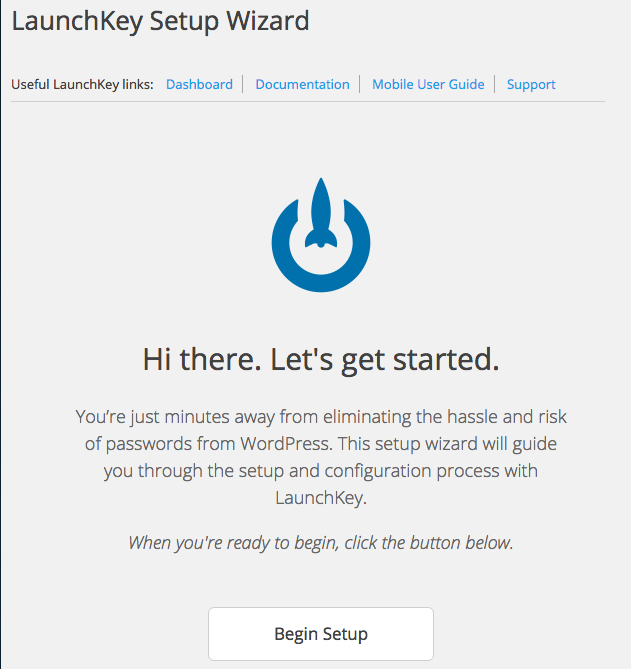 LaunchKey Setup Wizard
Useful LaunchKey links: Dashboard Documentation Mobile User Guide Support
Hi there. Let's get started.
You’re just minutes away from eliminating the hassle and risk
of passwords from WordPress. This setup wizard will guide
you through the setup and configuration process with
LaunchKey.
When you're ready to begin, click the button below.
Begin Setup